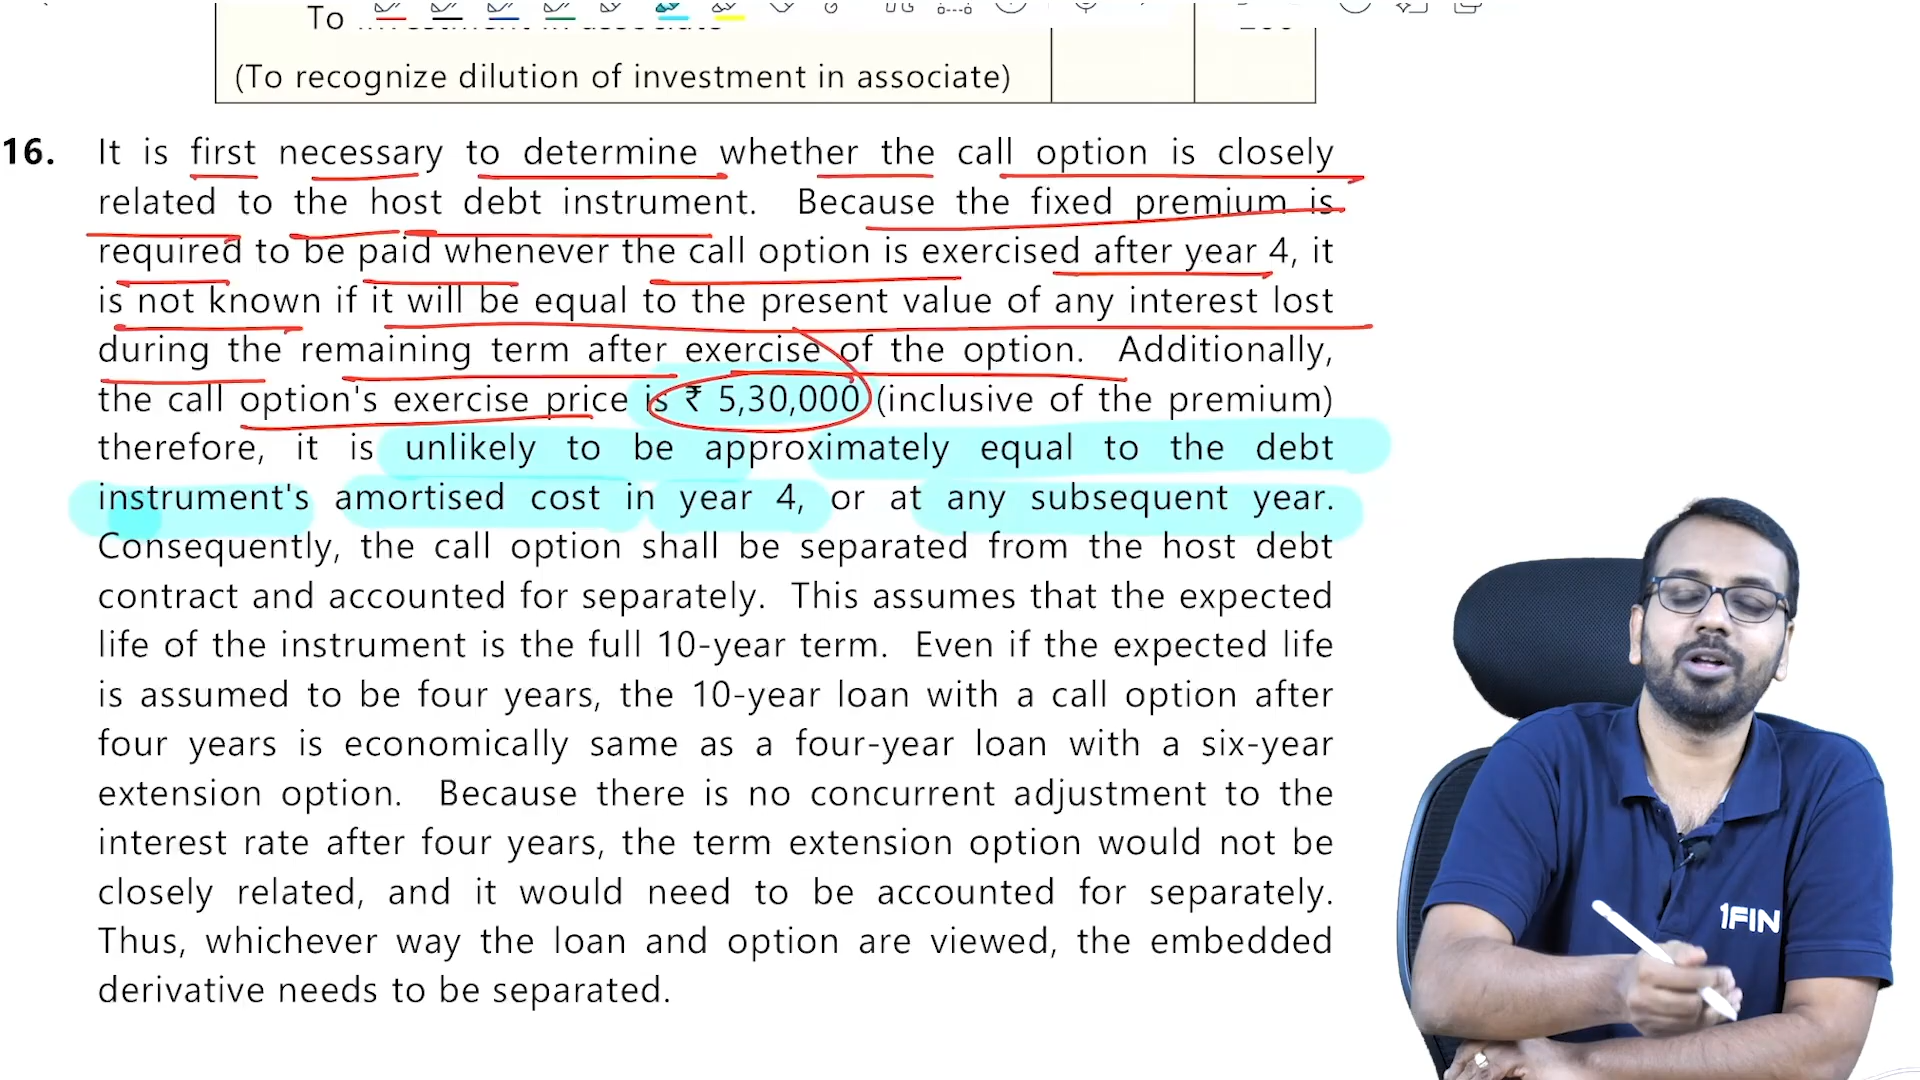 To
(To recognize dilution of investment in associate)
16. It is first necessary to determine whether the call option is closely
related to the host debt instrument. Because the fixed premium is
required to be paid whenever the call option is exercised after year 4, it
is not known if it will be equal to the present value of any interest lost
during the remaining term after exercise of the option. Additionally,
the call option's exercise price is ₹ 5,30,000 (inclusive of the premium)
therefore, it is unlikely to be approximately equal to the debt
instrument's amortised cost in year 4, or at any subsequent year.
Consequently, the call option shall be separated from the host debt
contract and accounted for separately. This assumes that the expected
life of the instrument is the full 10-year term. Even if the expected life
is assumed to be four years, the 10-year loan with a call option after
four years is economically same as a four-year loan with a six-year
extension option. Because there is no concurrent adjustment to the
interest rate after four years, the term extension option would not be
closely related, and it would need to be accounted for separately.
Thus, whichever way the loan and option are viewed, the embedded
derivative needs to be separated.
1FIN